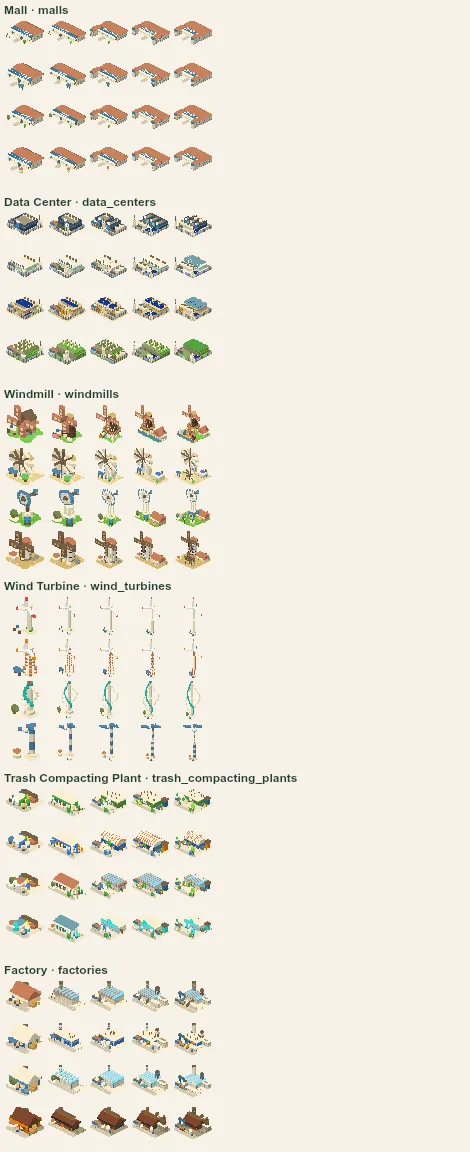 Mall · malls
Data Center · data_centers
Windmill · windmills
Wind Turbine · wind_turbines
Trash Compacting Plant · trash_compacting_plants
Factory · factories